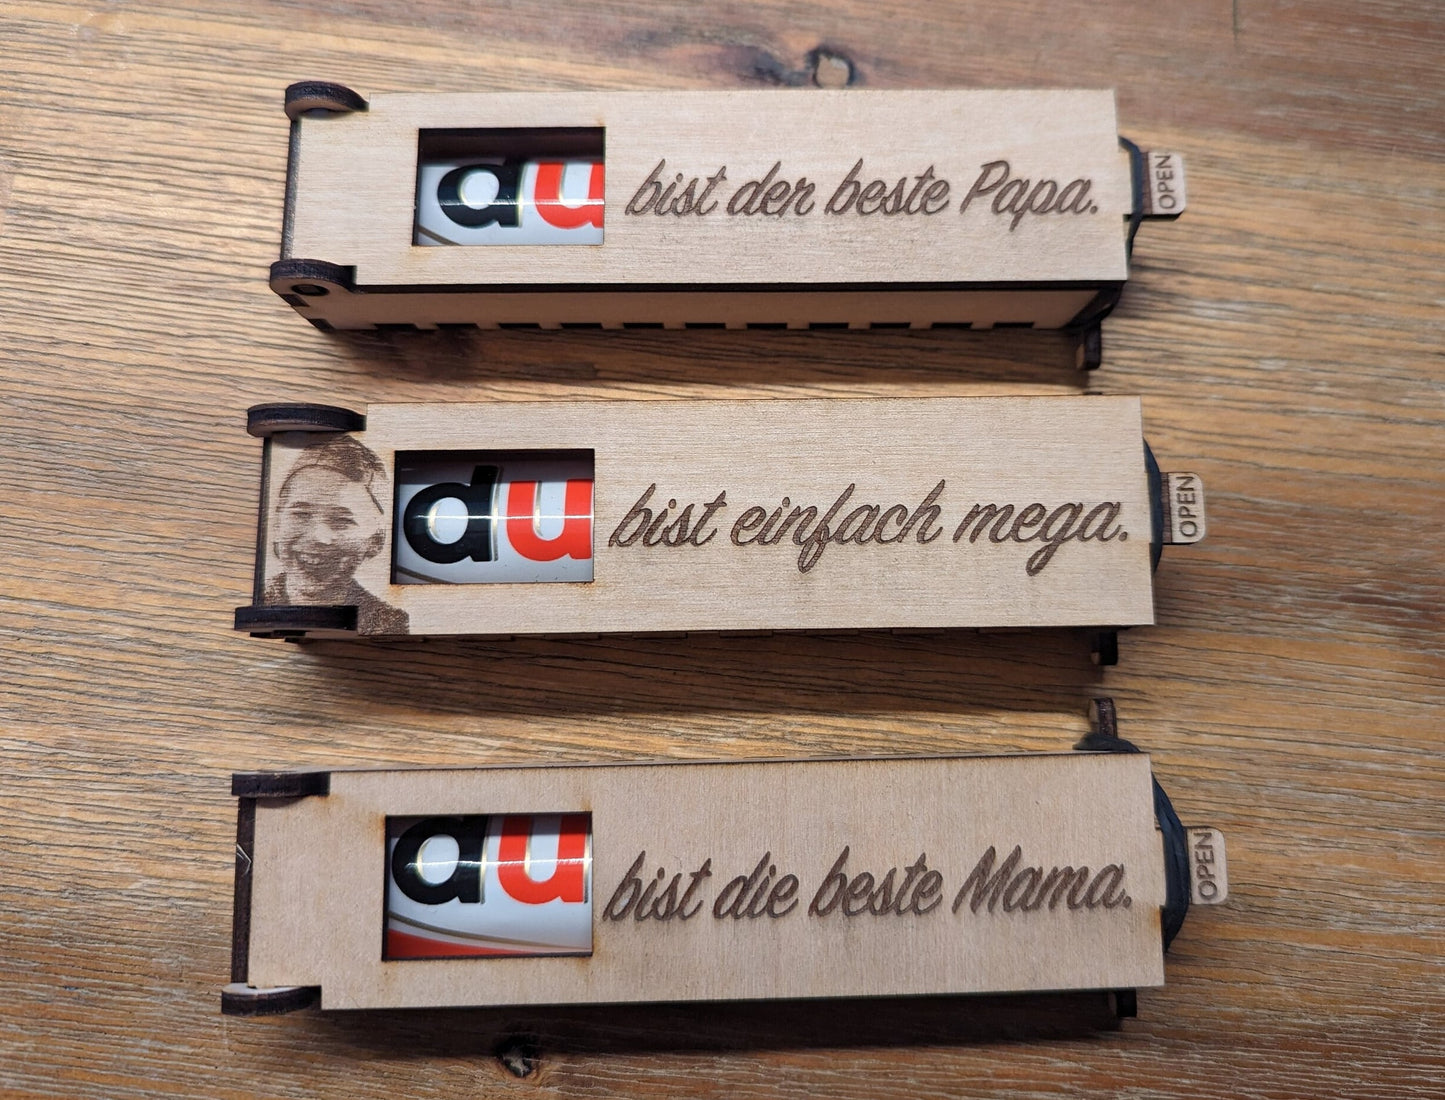 du bist der beste Papa. OPEN
du bist einfach mega. OPEN
du bist die beste Mama. OPEN